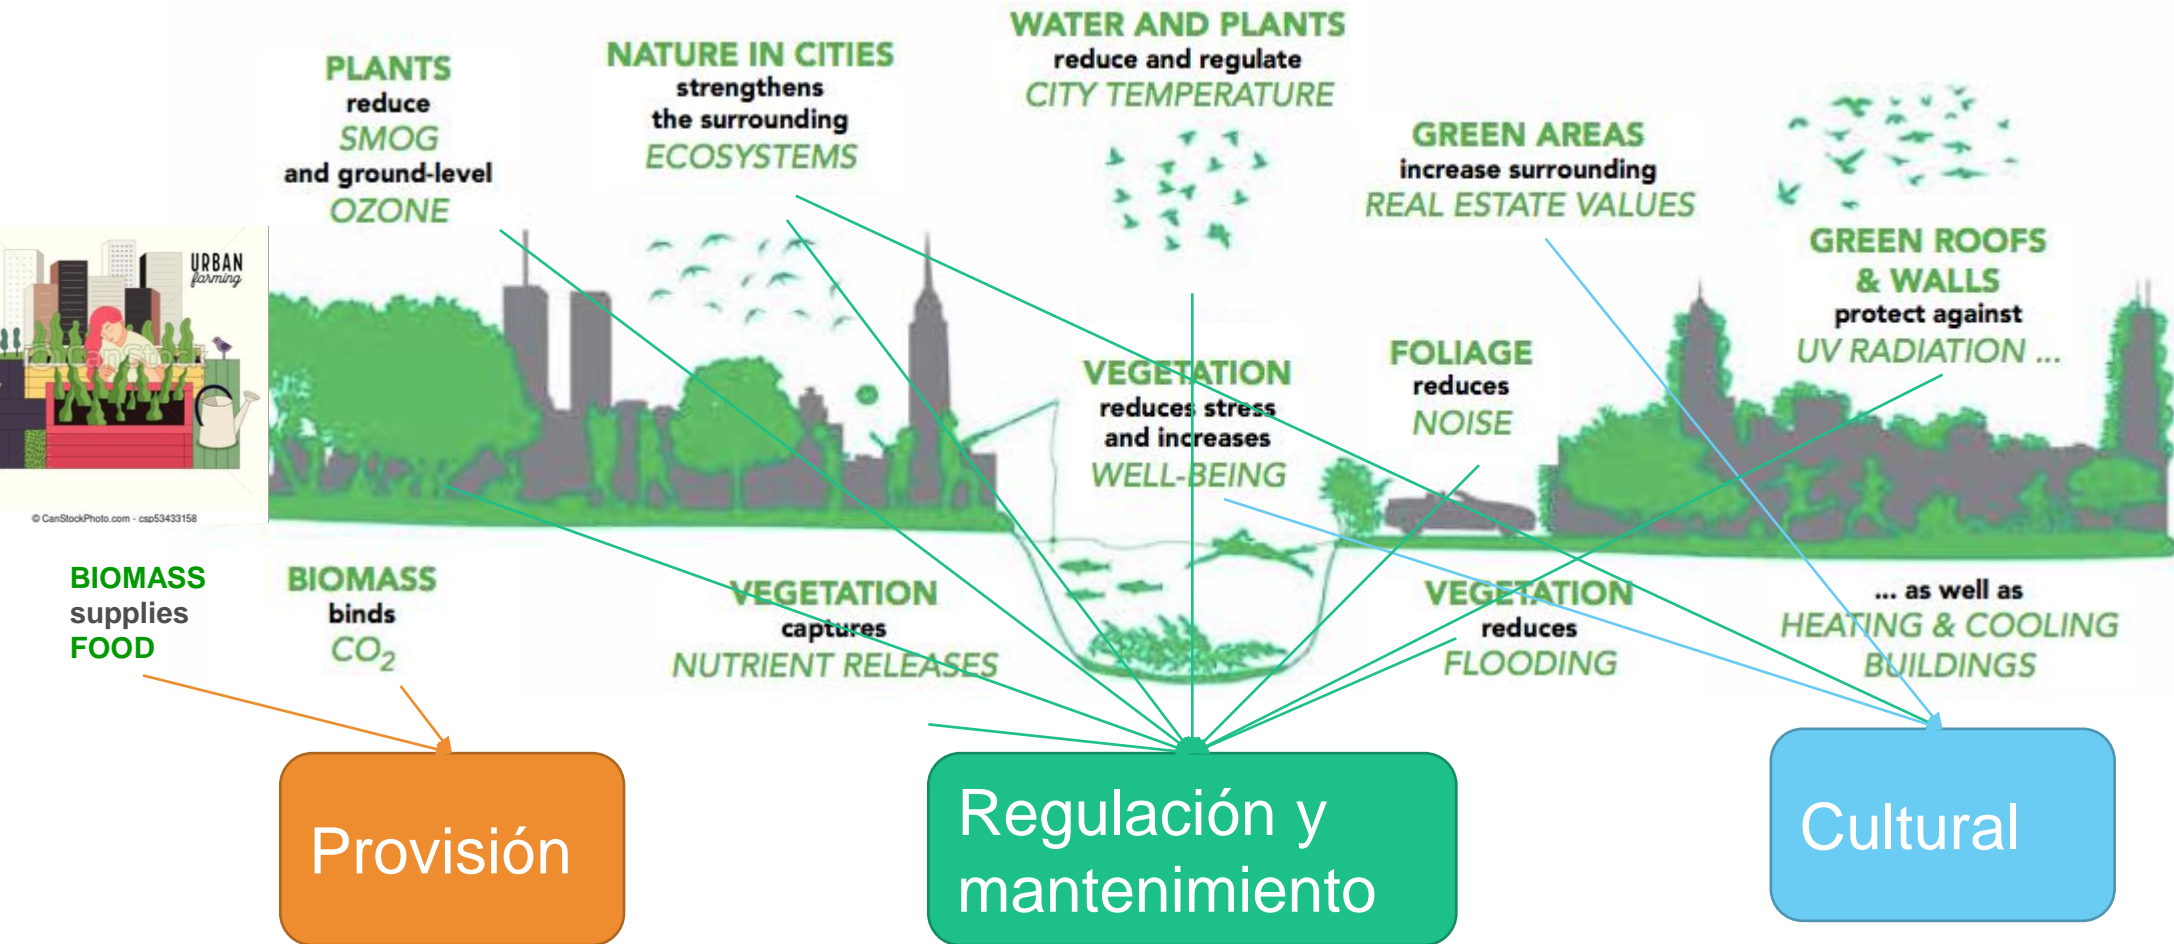 PLANTS
reduce
SMOG
and ground-level
OZONE
NATURE IN CITIES
strengthens
the surrounding
ECOSYSTEMS
WATER AND PLANTS
reduce and regulate
CITY TEMPERATURE
GREEN AREAS
increase surrounding
REAL ESTATE VALUES
GREEN ROOFS
& WALLS
protect against
UV RADIATION ...
URBAN
farming
CanStock
© CanStockPhoto.com - csp53433158
VEGETATION
reduces stress
and increases
WELL-BEING
FOLIAGE
reduces
NOISE
BIOMASS
supplies
FOOD
BIOMASS
binds
CO₂
VEGETATION
captures
NUTRIENT RELEASES
VEGETATION
reduces
FLOODING
... as well as
HEATING & COOLING
BUILDINGS
Provisión
Regulación y
mantenimiento
Cultural